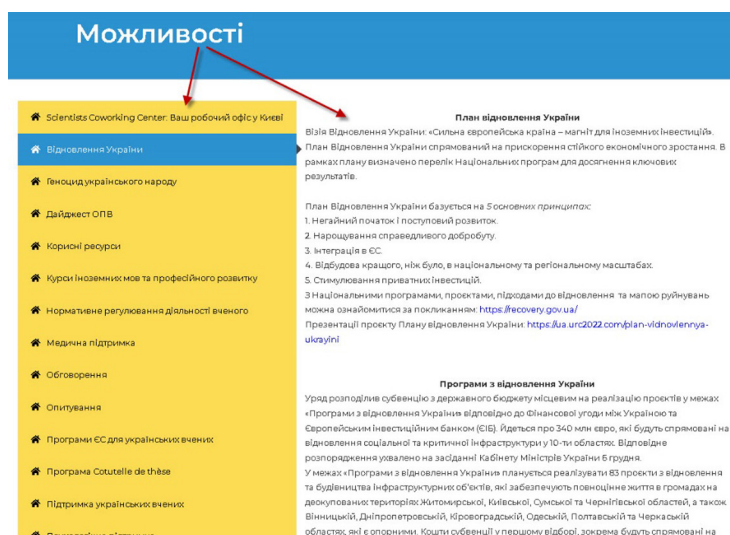 Можливості
Scientists Coworking Center: Ваш робочий офіс у Києві
Відновлення України
Геноцид українського народу
Дайджест ОПВ
Корисні ресурси
Курси іноземних мов та професійного розвитку
Нормативне регулювання діяльності вченого
Медична підтримка
Обговорення
Опитування
Програми ЄС для українських вчених
Програма Cotutelle de thèse
Підтримка українських вчених
План відновлення України
Візія Відновлення України: «Сильна європейська країна – магніт для іноземних інвестицій».
План Відновлення України спрямований на прискорення стійкого економічного зростання. В
рамках плану визначено перелік Національних програм для досягнення ключових
результатів.
План Відновлення України базується на 5 основних принципах:
1. Негайний початок і поступовий розвиток.
2. Нарощування справедливого добробуту.
3. Інтеграція в ЄС.
4. Відбудова кращого, ніж було, в національному та регіональному масштабах.
5. Стимулювання приватних інвестицій.
З Національними програмами, проєктами, підходами до відновлення та мапою руйнувань
можна ознайомитися за покликанням: https://recovery.gov.ua/
Презентації проєкту Плану відновлення України: https://ua.urc2022.com/plan-vidnovlennya-
ukrayini
Програми з відновлення України
Уряд розподілив субвенцію з державного бюджету місцевим на реалізацію проєктів у межах
«Програми з відновлення України» відповідно до Фінансової угоди між Україною та
Європейським інвестиційним банком (ЄІБ). Йдеться про 340 млн євро, які будуть спрямовані на
відновлення соціальної та критичної інфраструктури у 10-ти областях. Відповідне
розпорядження ухвалено на засіданні Кабінету Міністрів України 6 грудня.
У межах «Програми з відновлення України» планується реалізувати 83 проєкти з відновлення
та будівництва інфраструктурних об'єктів, які забезпечують повноцінне життя в громадах на
деокупованих територіях Житомирської, Київської, Сумської та Чернігівської областей, а також
Вінницькій, Дніпропетровській, Кіровоградській, Одеській, Полтавській та Черкаській
областях, які є опорними. Кошти субвенції у першому відборі, зокрема будуть спрямовані на